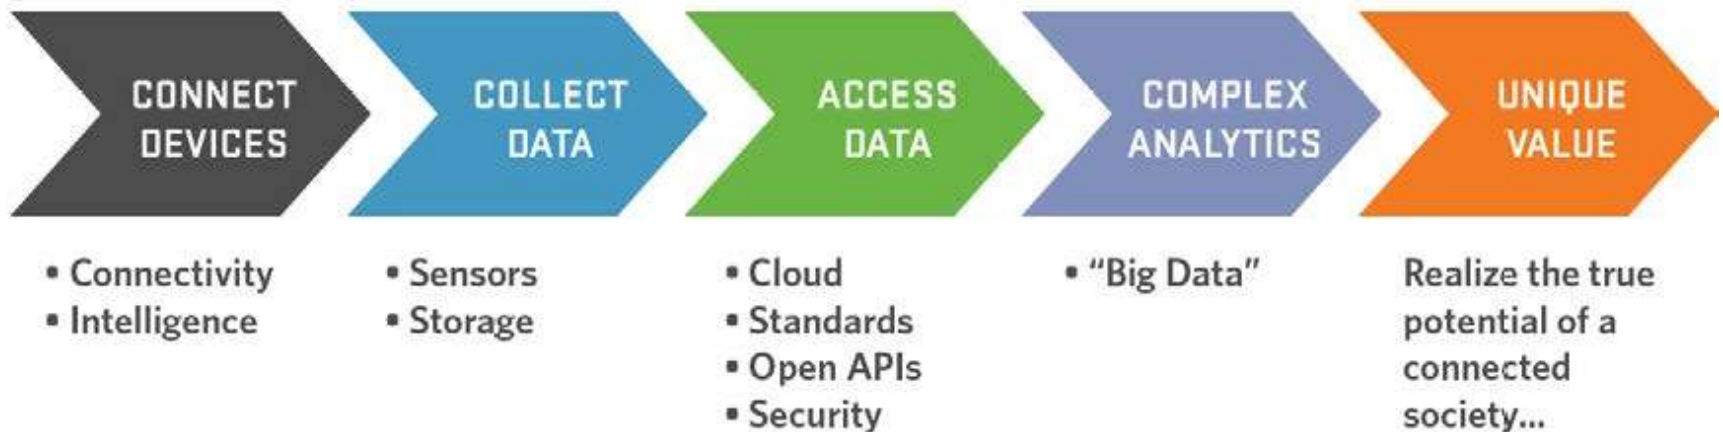 CONNECT
DEVICES
COLLECT
DATA
ACCESS
DATA
COMPLEX
ANALYTICS
UNIQUE
VALUE
▪ Connectivity
▪ Intelligence
▪ Sensors
▪ Storage
▪ Cloud
▪ Standards
▪ Open APIs
▪ Security
▪ “Big Data”
Realize the true
potential of a
connected
society...